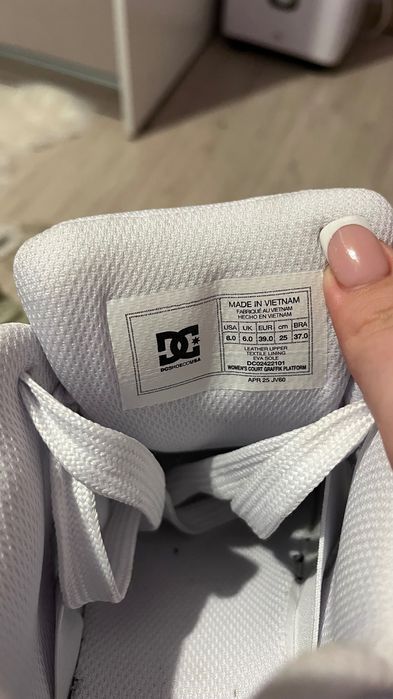 DC
DCSHOECOUSA
MADE IN VIETNAM
FABRIQUÉ AU VIETNAM
HECHO EN VIETNAM
USA UK EUR cm BRA
8.0 6.0 39.0 25 37.0
LEATHER UPPER
TEXTILE LINING
EVA SOLE
DC02422101
WOMEN'S COURT GRAFFIK PLATFORM
APR 25 JV60